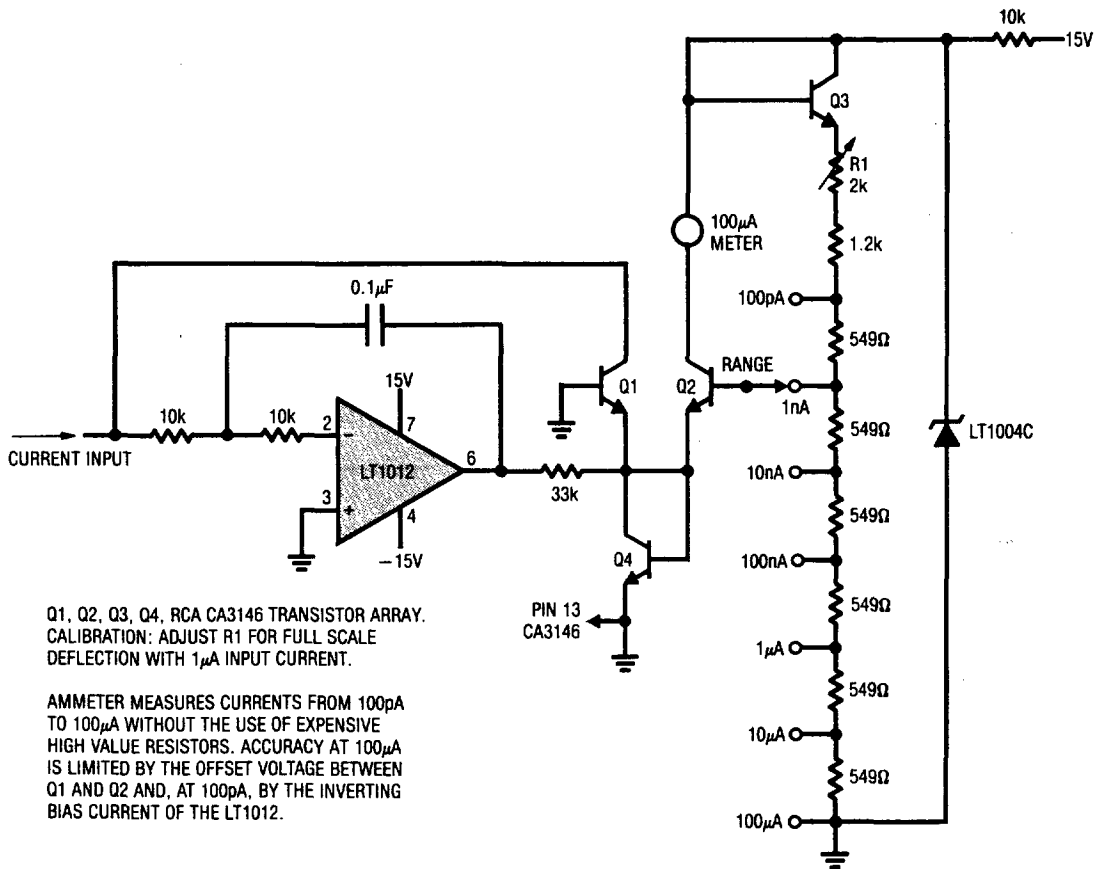 10k
15V
Q3
R1
2k
100µA
METER
1.2k
0.1µF
100pA
549Ω
15V
Q1
Q2
RANGE
1nA
10k
10k
2
7
549Ω
LT1004C
CURRENT INPUT
−
LT1012
6
33k
10nA
3
+
4
549Ω
−15V
Q4
100nA
549Ω
PIN 13
CA3146
1µA
549Ω
10µA
549Ω
100µA
Q1, Q2, Q3, Q4, RCA CA3146 TRANSISTOR ARRAY.
CALIBRATION: ADJUST R1 FOR FULL SCALE
DEFLECTION WITH 1µA INPUT CURRENT.
AMMETER MEASURES CURRENTS FROM 100pA
TO 100µA WITHOUT THE USE OF EXPENSIVE
HIGH VALUE RESISTORS. ACCURACY AT 100µA
IS LIMITED BY THE OFFSET VOLTAGE BETWEEN
Q1 AND Q2 AND, AT 100pA, BY THE INVERTING
BIAS CURRENT OF THE LT1012.